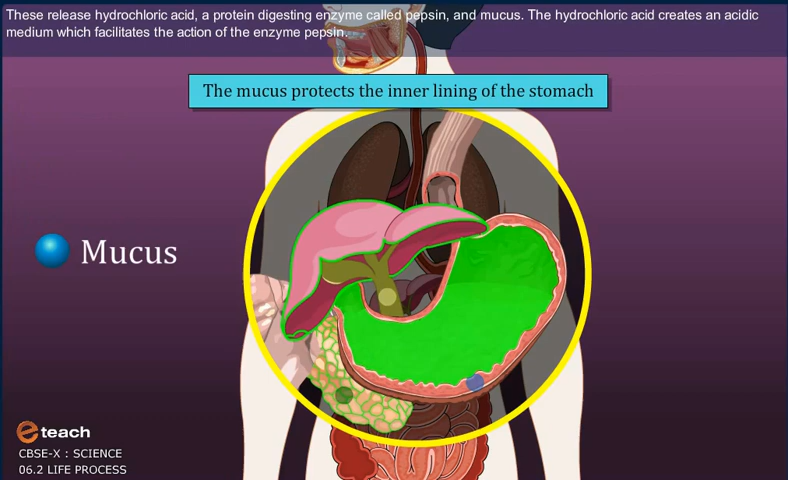 These release hydrochloric acid, a protein digesting enzyme called pepsin, and mucus. The hydrochloric acid creates an acidic
medium which facilitates the action of the enzyme pepsin.
The mucus protects the inner lining of the stomach
Mucus
eteach
CBSE-X : SCIENCE
06.2 LIFE PROCESS